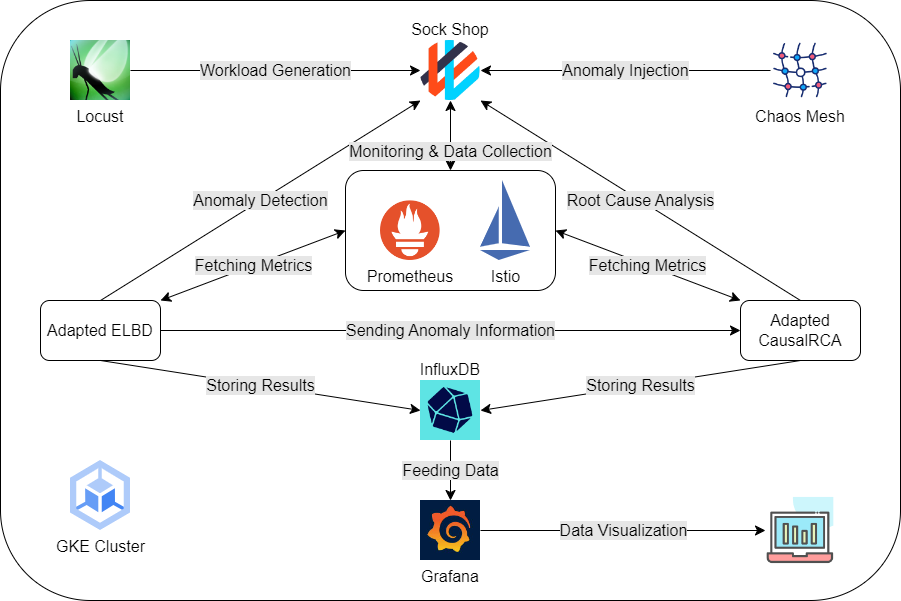 Sock Shop
Workload Generation
Anomaly Injection
Locust
Chaos Mesh
Monitoring & Data Collection
Anomaly Detection
Root Cause Analysis
Fetching Metrics
Fetching Metrics
Prometheus
Istio
Adapted ELBD
Sending Anomaly Information
Adapted
CausalRCA
InfluxDB
Storing Results
Storing Results
Feeding Data
GKE Cluster
Data Visualization
Grafana